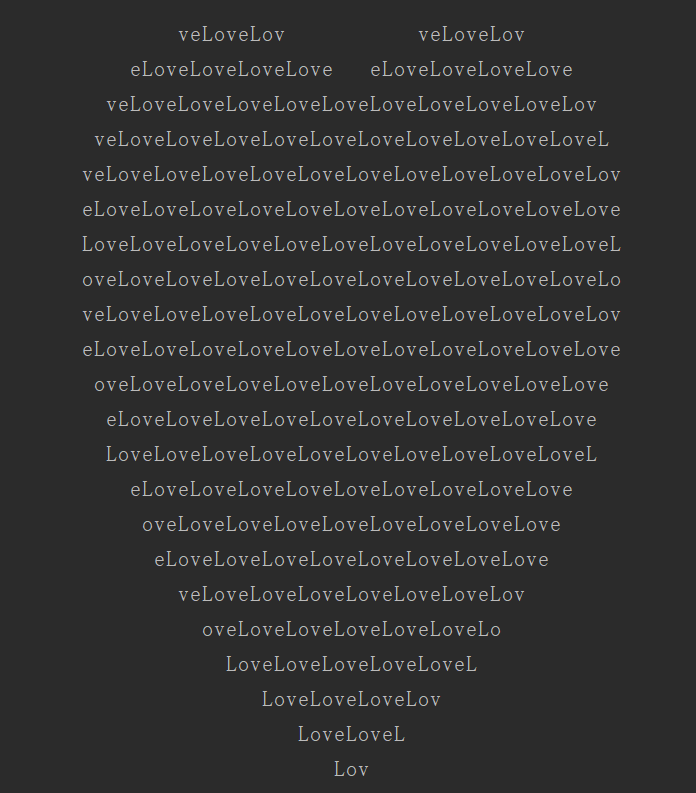 veLoveLov           veLoveLov
eLoveLoveLoveLove   eLoveLoveLoveLove
veLoveLoveLoveLoveLoveLoveLoveLoveLoveLov
veLoveLoveLoveLoveLoveLoveLoveLoveLoveLoveL
veLoveLoveLoveLoveLoveLoveLoveLoveLoveLoveLov
eLoveLoveLoveLoveLoveLoveLoveLoveLoveLoveLove
LoveLoveLoveLoveLoveLoveLoveLoveLoveLoveLoveL
oveLoveLoveLoveLoveLoveLoveLoveLoveLoveLoveLo
veLoveLoveLoveLoveLoveLoveLoveLoveLoveLoveLov
eLoveLoveLoveLoveLoveLoveLoveLoveLoveLoveLove
oveLoveLoveLoveLoveLoveLoveLoveLoveLoveLove
eLoveLoveLoveLoveLoveLoveLoveLoveLoveLove
LoveLoveLoveLoveLoveLoveLoveLoveLoveLoveL
eLoveLoveLoveLoveLoveLoveLoveLoveLove
oveLoveLoveLoveLoveLoveLoveLoveLove
eLoveLoveLoveLoveLoveLoveLoveLove
veLoveLoveLoveLoveLoveLoveLov
oveLoveLoveLoveLoveLoveLo
LoveLoveLoveLoveLoveL
LoveLoveLoveLov
LoveLoveL
Lov